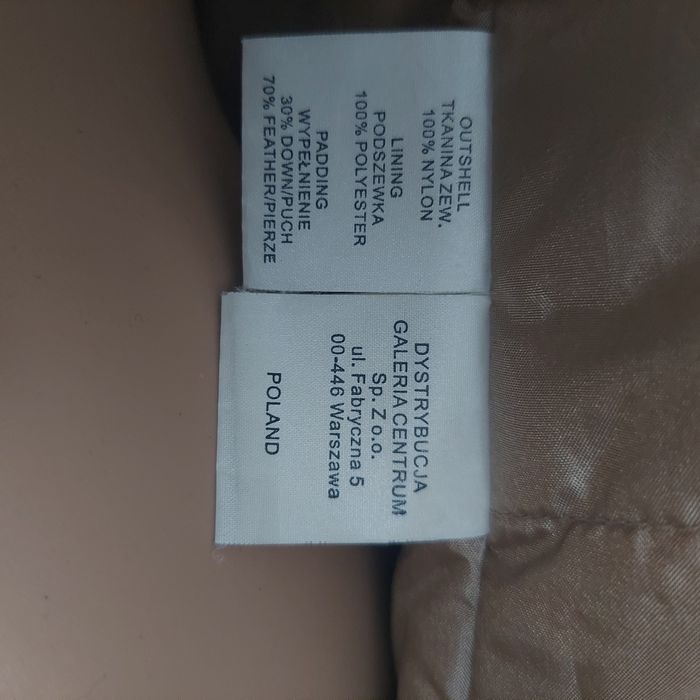 OUTSHELL
TKANINA ZEW.
100% NYLON
LINING
PODSZEWKA
100% POLYESTER
PADDING
WYPEŁNIENIE
30% DOWN/PUCH
70% FEATHER/PIERZE
DYSTRYBUCJA
GALERIA CENTRUM
Sp. Z o.o.
ul. Fabryczna 5
00-446 Warszawa
POLAND